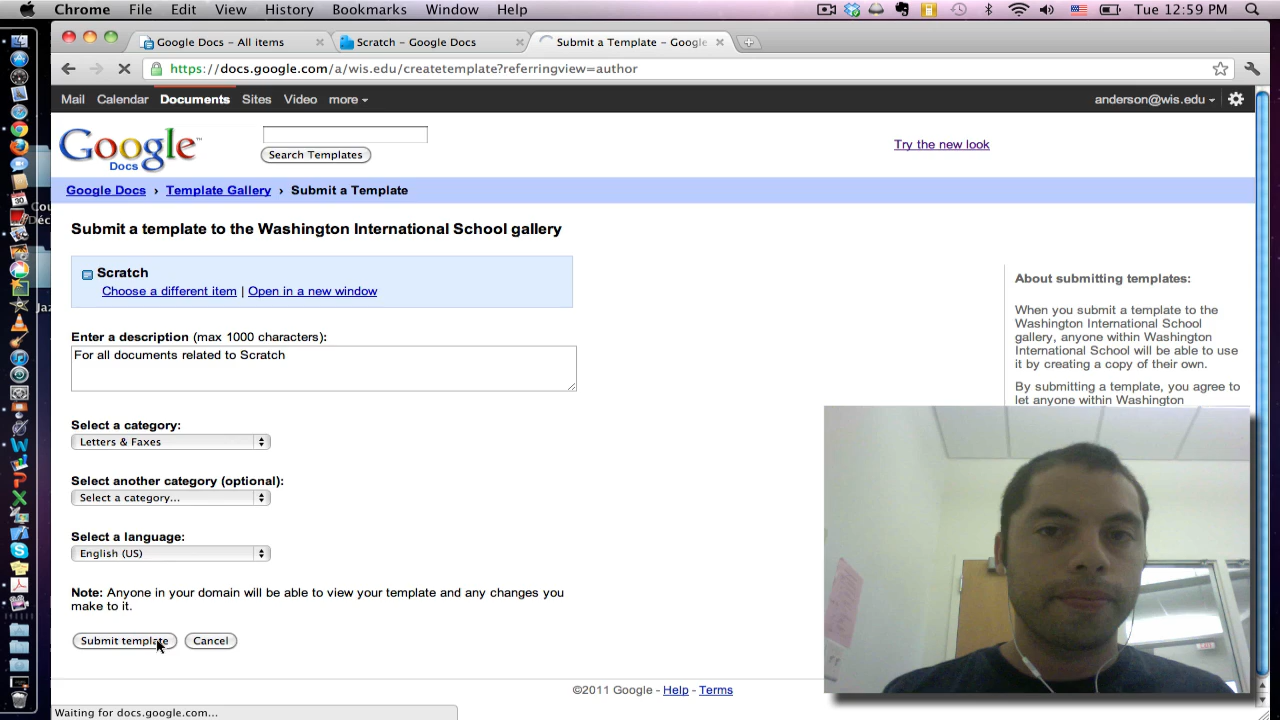 Chrome File Edit View History Bookmarks Window Help Tue 12:59 PM
Google Docs – All items Scratch – Google Docs Submit a Template – Google
https://docs.google.com/a/wis.edu/createtemplate?referringview=author
Mail Calendar Documents Sites Video more anderson@wis.edu
Google™
Docs
Search Templates
Try the new look
Google Docs › Template Gallery › Submit a Template
Submit a template to the Washington International School gallery
Scratch
Choose a different item | Open in a new window
Enter a description (max 1000 characters):
For all documents related to Scratch
Select a category:
Letters & Faxes
Select another category (optional):
Select a category...
Select a language:
English (US)
Note: Anyone in your domain will be able to view your template and any changes you
make to it.
Submit template Cancel
About submitting templates:
When you submit a template to the
Washington International School
gallery, anyone within Washington
International School will be able to use
it by creating a copy of their own.
By submitting a template, you agree to
let anyone within Washington
©2011 Google - Help - Terms
Waiting for docs.google.com...